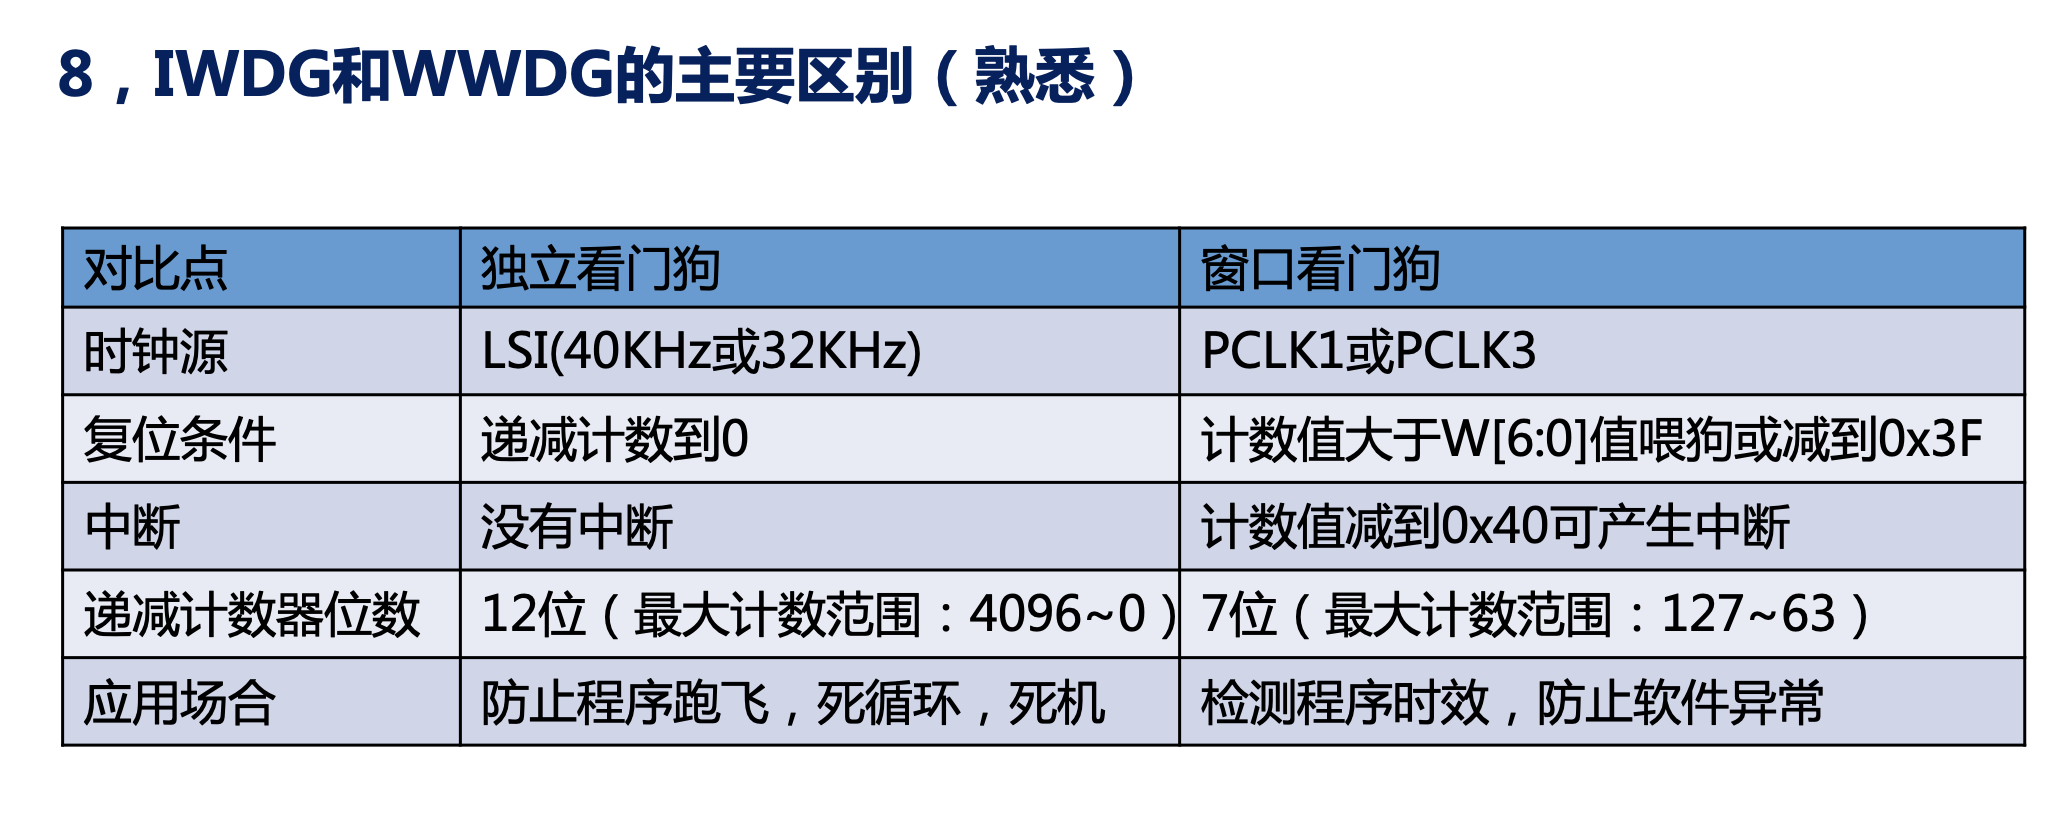 8，IWDG和WWDG的主要区别（熟悉）
对比点 独立看门狗 窗口看门狗
时钟源 LSI(40KHz或32KHz) PCLK1或PCLK3
复位条件 递减计数到0 计数值大于W[6:0]值喂狗或减到0x3F
中断 没有中断 计数值减到0x40可产生中断
递减计数器位数 12位（最大计数范围：4096~0） 7位（最大计数范围：127~63）
应用场合 防止程序跑飞，死循环，死机 检测程序时效，防止软件异常